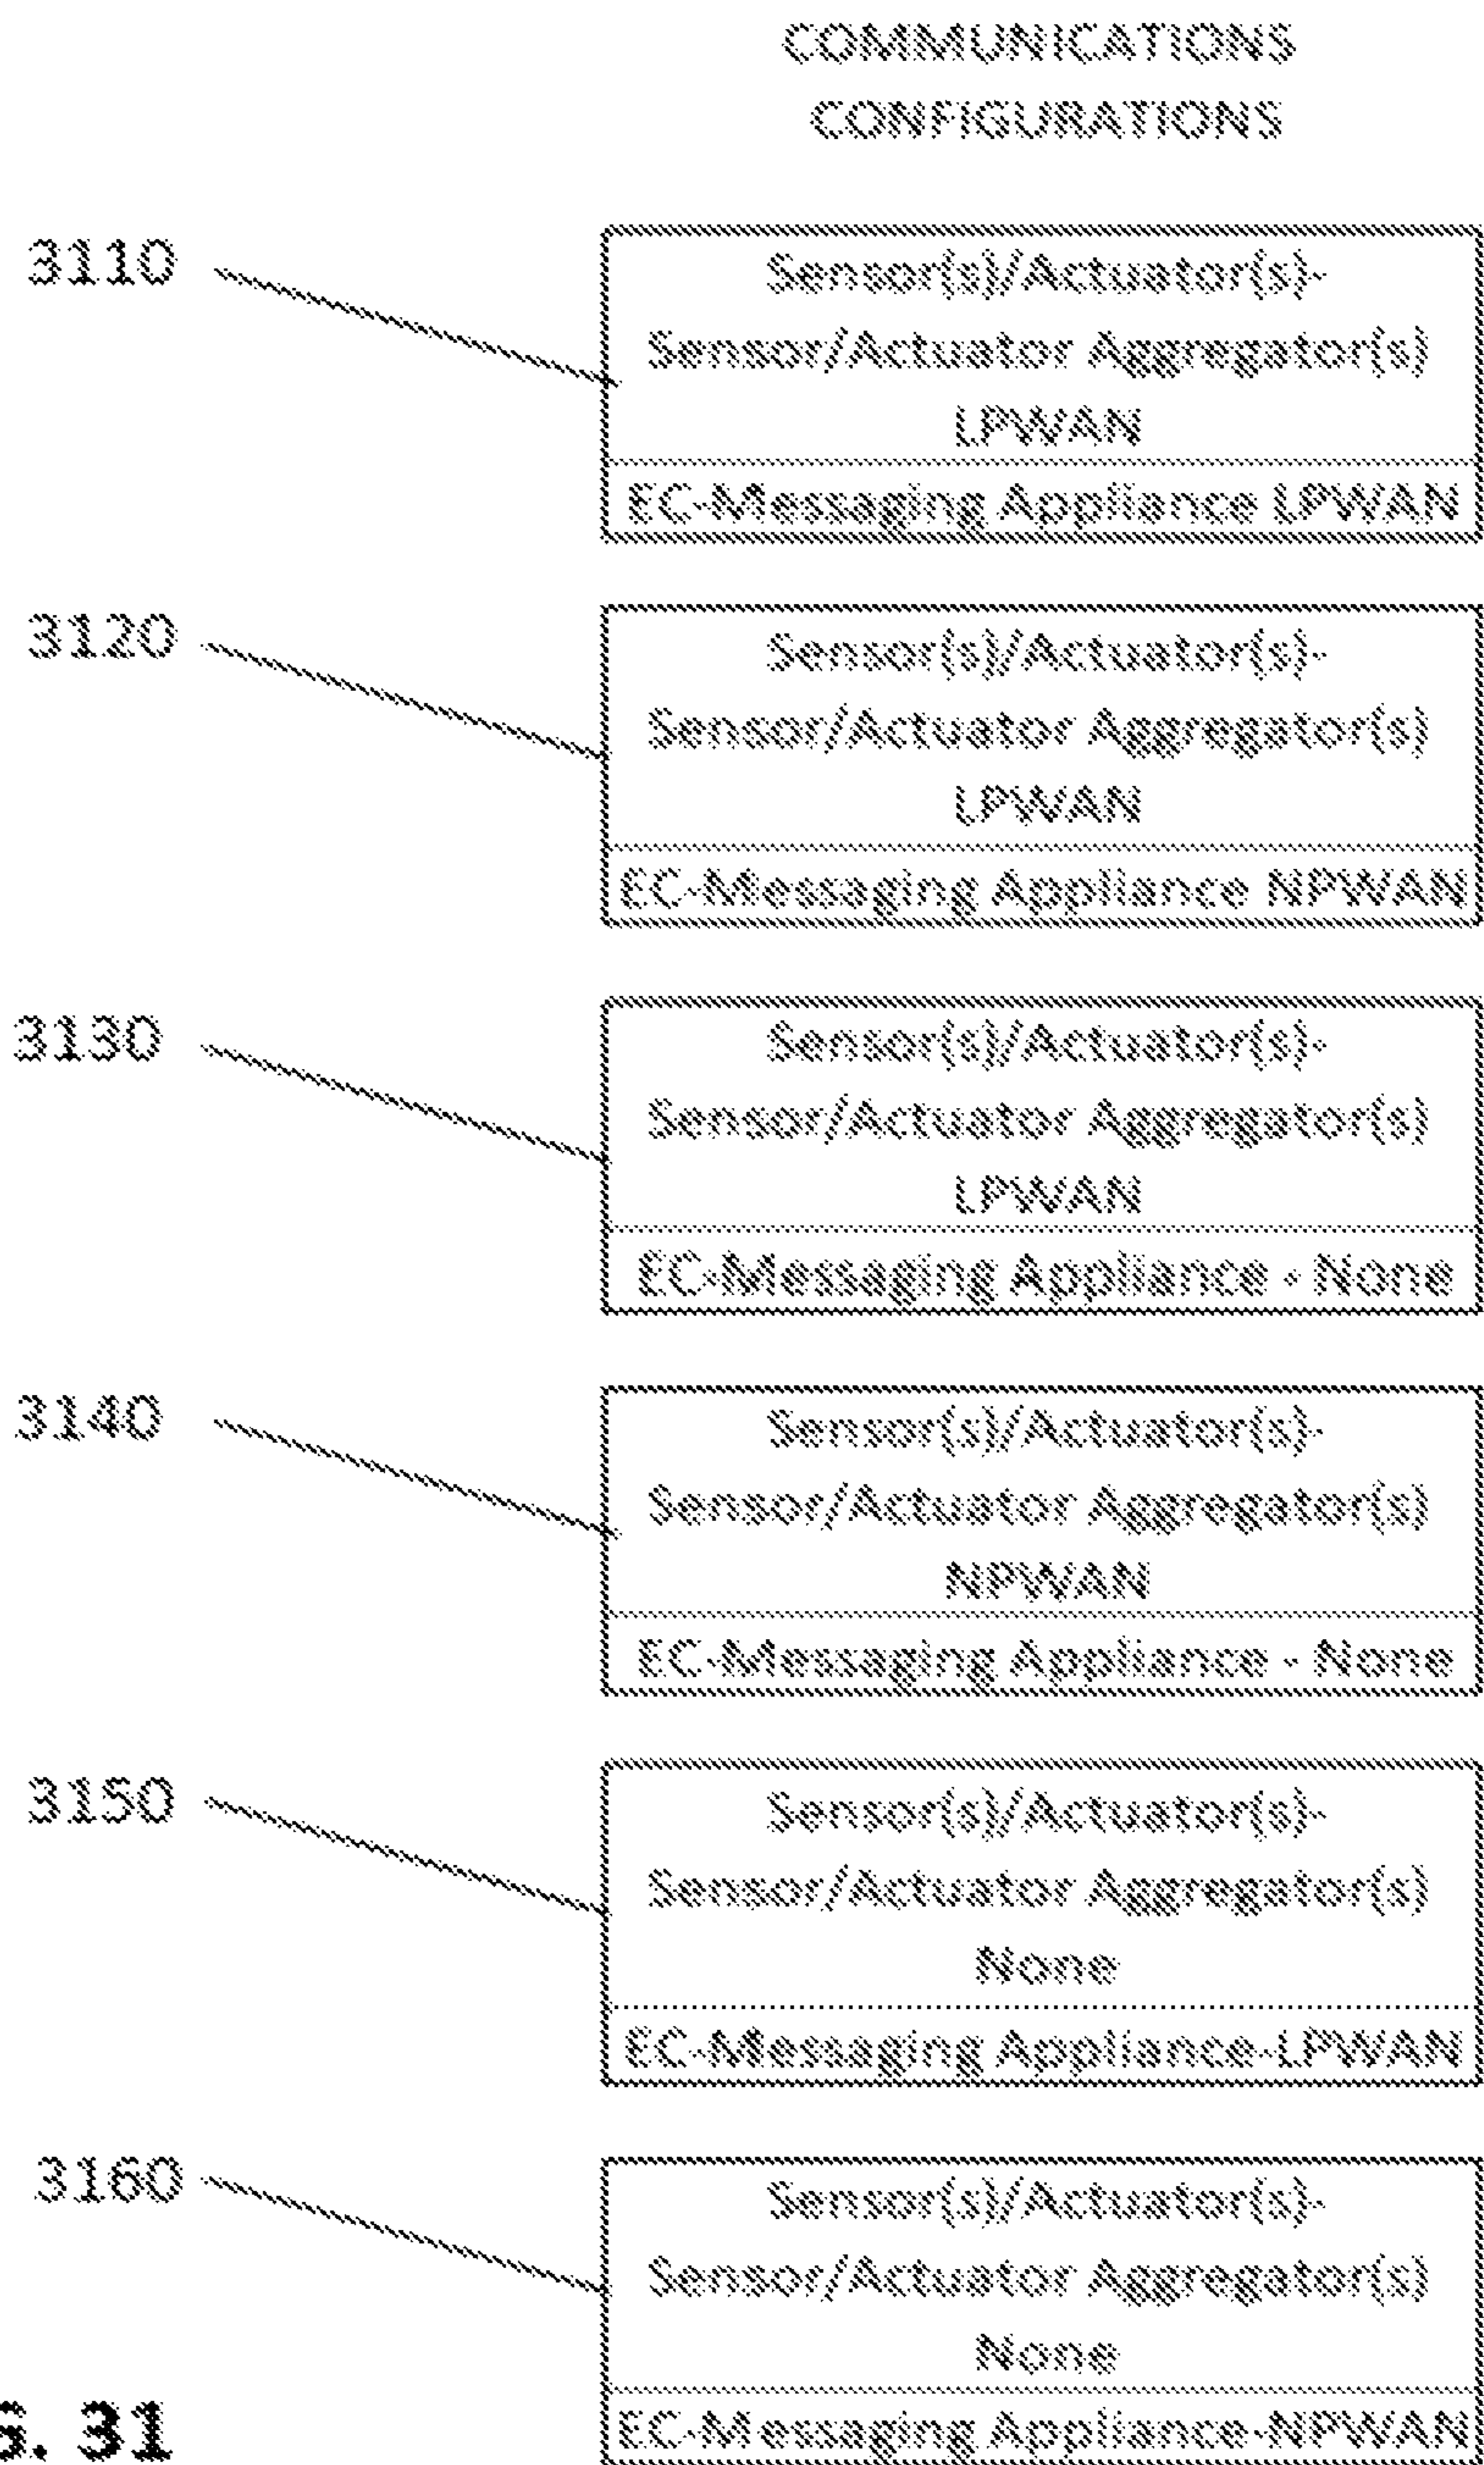 COMMUNICATIONS
CONFIGURATIONS
3110
Sensor(s)/Actuator(s)-
Sensor/Actuator Aggregator(s)
LPWAN
EC-Messaging Appliance LPWAN
3120
Sensor(s)/Actuator(s)-
Sensor/Actuator Aggregator(s)
LPWAN
EC-Messaging Appliance NPWAN
3130
Sensor(s)/Actuator(s)-
Sensor/Actuator Aggregator(s)
LPWAN
EC-Messaging Appliance - None
3140
Sensor(s)/Actuator(s)-
Sensor/Actuator Aggregator(s)
NPWAN
EC-Messaging Appliance - None
3150
Sensor(s)/Actuator(s)-
Sensor/Actuator Aggregator(s)
None
EC-Messaging Appliance-LPWAN
3160
Sensor(s)/Actuator(s)-
Sensor/Actuator Aggregator(s)
None
EC-Messaging Appliance-NPWAN
G. 31